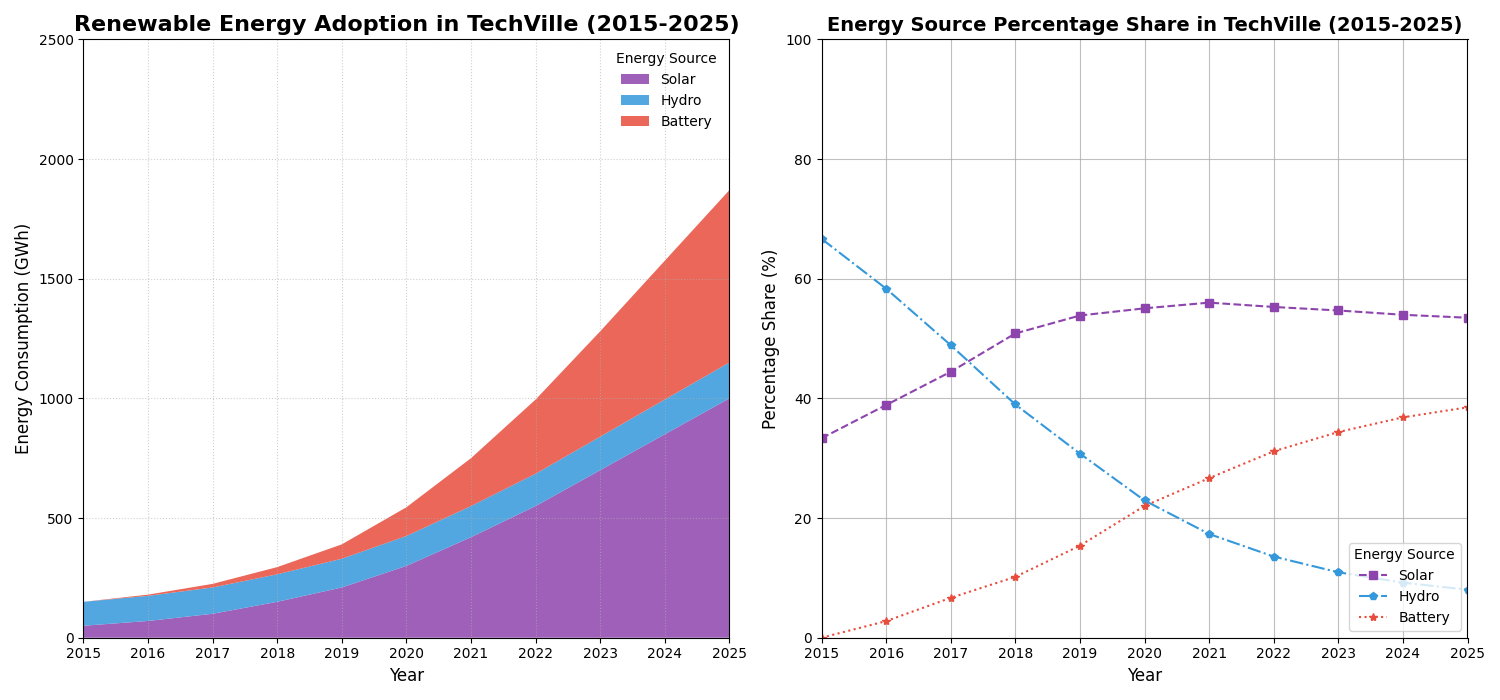 Renewable Energy Adoption in TechVille (2015-2025)
Energy Consumption (GWh)
2500
2000
1500
1000
500
0
Energy Source
Solar
Hydro
Battery
2015 2016 2017 2018 2019 2020 2021 2022 2023 2024 2025
Year
Energy Source Percentage Share in TechVille (2015-2025)
Percentage Share (%)
100
80
60
40
20
0
Energy Source
Solar
Hydro
Battery
2015 2016 2017 2018 2019 2020 2021 2022 2023 2024 2025
Year